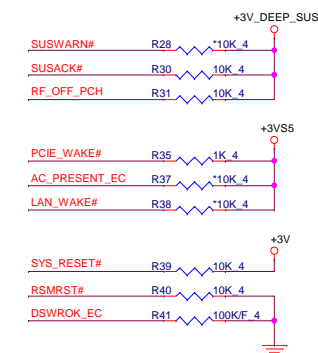 +3V_DEEP_SUS
SUSWARN# R28 *10K_4
SUSACK# R30 10K_4
RF_OFF_PCH R31 10K_4
+3VS5
PCIE_WAKE# R35 1K_4
AC_PRESENT_EC R37 *10K_4
LAN_WAKE# R38 *10K_4
+3V
SYS_RESET# R39 10K_4
RSMRST# R40 10K_4
DSWROK_EC R41 100K/F_4